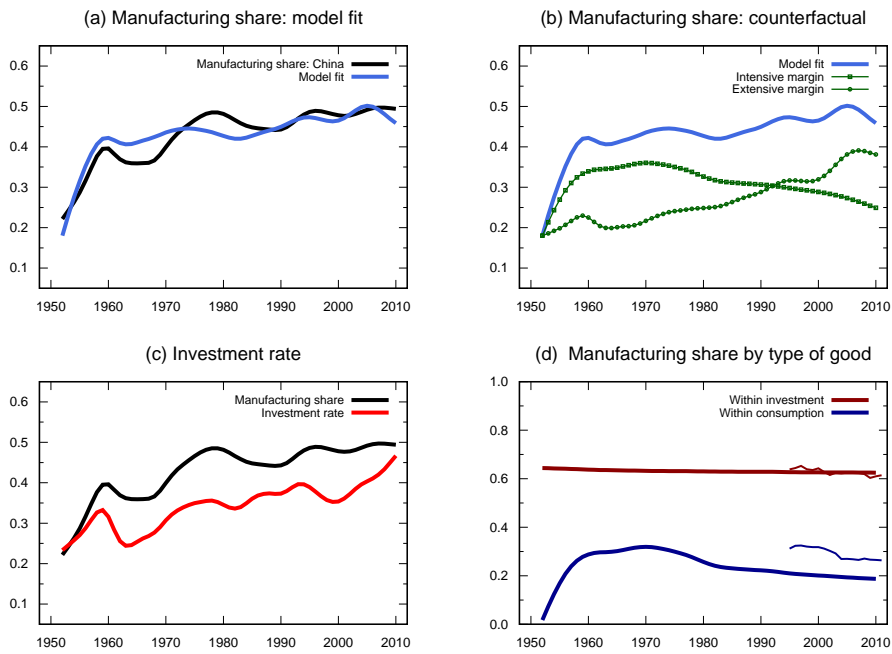 (a) Manufacturing share: model fit
0.6
0.5
0.4
0.3
0.2
0.1
Manufacturing share: China
Model fit
1950 1960 1970 1980 1990 2000 2010
(b) Manufacturing share: counterfactual
0.6
0.5
0.4
0.3
0.2
0.1
Model fit
Intensive margin
Extensive margin
1950 1960 1970 1980 1990 2000 2010
(c) Investment rate
0.6
0.5
0.4
0.3
0.2
0.1
Manufacturing share
Investment rate
1950 1960 1970 1980 1990 2000 2010
(d) Manufacturing share by type of good
1.0
0.8
0.6
0.4
0.2
0.0
Within investment
Within consumption
1950 1960 1970 1980 1990 2000 2010